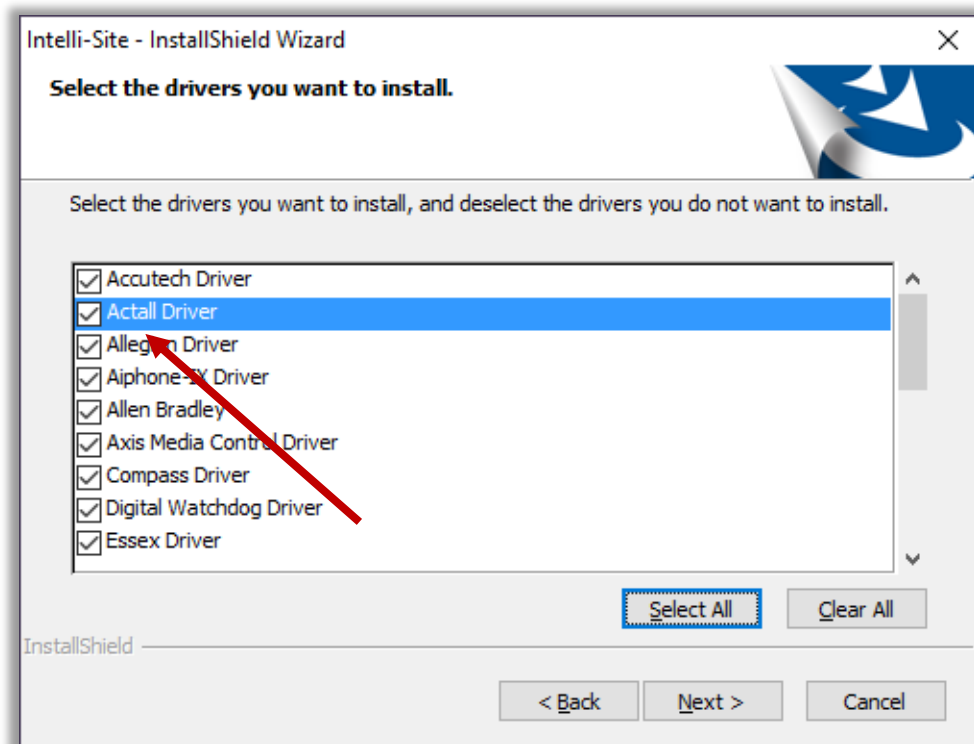 Intelli-Site - InstallShield Wizard
Select the drivers you want to install.
Select the drivers you want to install, and deselect the drivers you do not want to install.
Accutech Driver
Actall Driver
Driver
Aiphone-IX Driver
Allen Bradley
Axis Media Control Driver
Compass Driver
Digital Watchdog Driver
Essex Driver
Select All
Clear All
InstallShield
< Back
Next >
Cancel